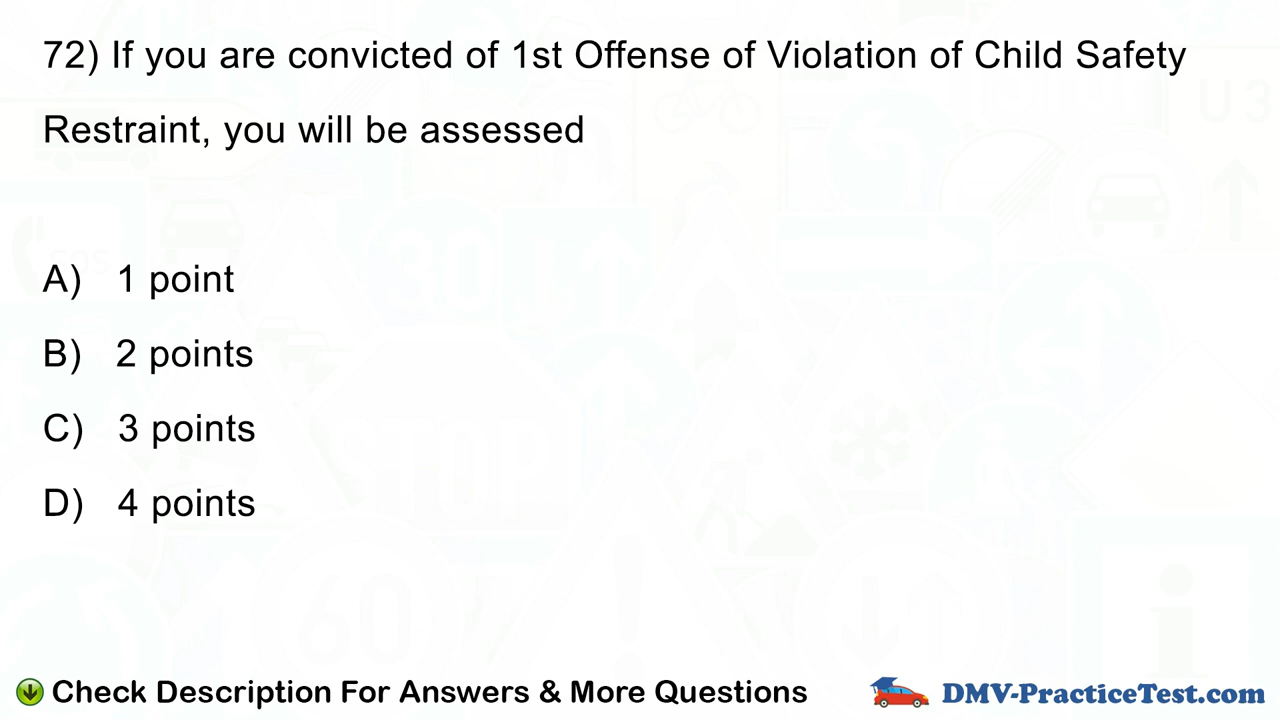 72) If you are convicted of 1st Offense of Violation of Child Safety
Restraint, you will be assessed
A) 1 point
B) 2 points
C) 3 points
D) 4 points
Check Description For Answers & More Questions
DMV-PracticeTest.com